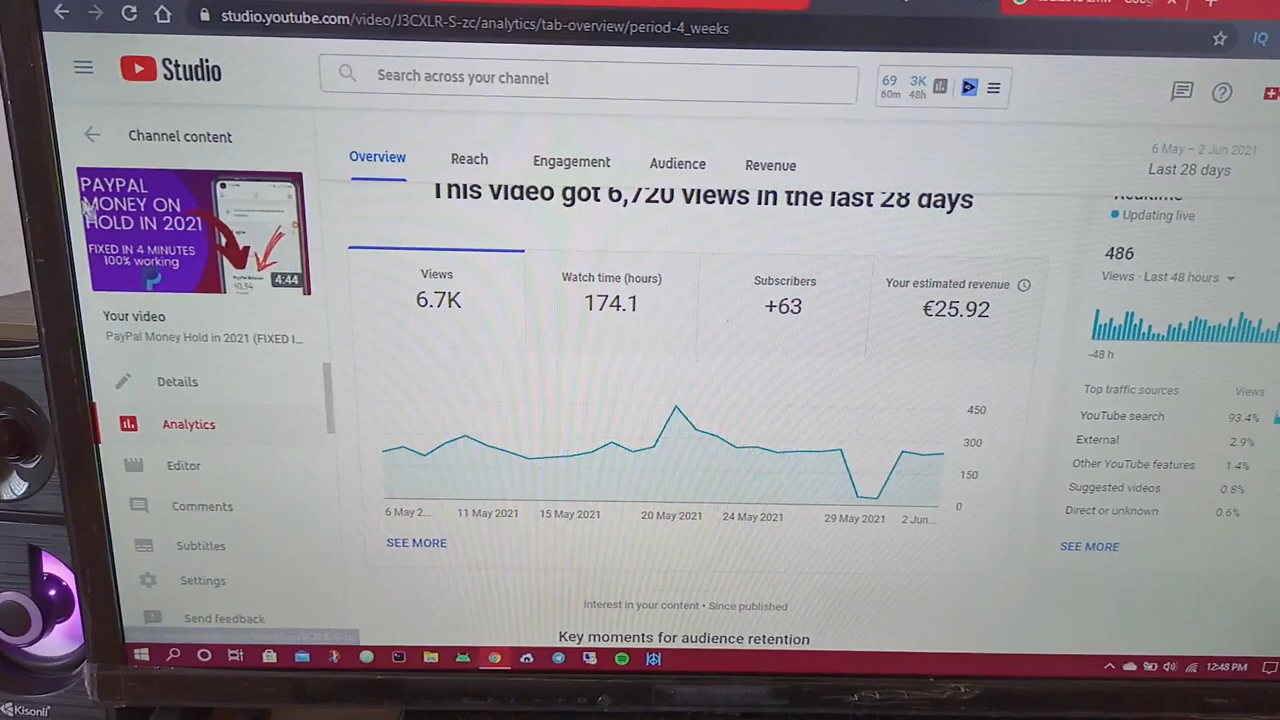 studio.youtube.com/video/J3CXLR-S-zc/analytics/tab-overview/period-4_weeks
IQ
Studio
Search across your channel
69 3K
60m 48h
Channel content
Overview Reach Engagement Audience Revenue
6 May – 2 Jun 2021
Last 28 days
PAYPAL
MONEY ON
HOLD IN 2021
FIXED IN 4 MINUTES
100% working
4:44
Your video
PayPal Money Hold in 2021 (FIXED I...
Details
Analytics
Editor
Comments
Subtitles
Settings
Send feedback
This video got 6,720 views in the last 28 days
Views
6.7K
Watch time (hours)
174.1
Subscribers
+63
Your estimated revenue
€25.92
450
300
150
0
6 May 2... 11 May 2021 15 May 2021 20 May 2021 24 May 2021 29 May 2021 2 Jun...
SEE MORE
Interest in your content • Since published
Key moments for audience retention
Realtime
Updating live
486
Views · Last 48 hours
-48 h
Top traffic sources Views
YouTube search 93.4%
External 2.9%
Other YouTube features 1.4%
Suggested videos 0.8%
Direct or unknown 0.6%
SEE MORE
12:48 PM
Kisonli